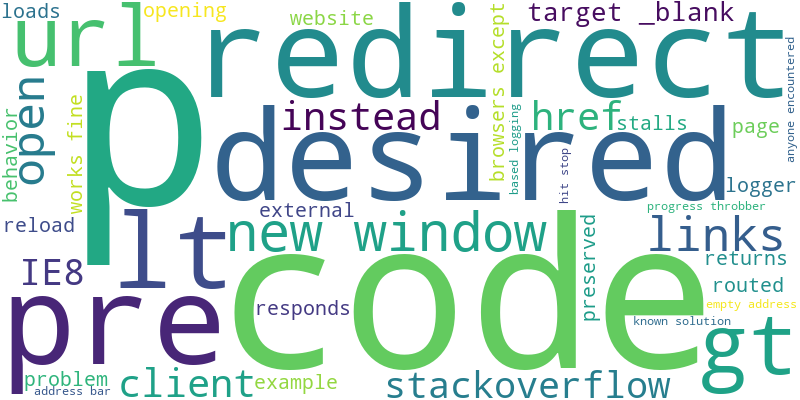 loads
opening
website
target _blank
url
redirect
browsers except
anyone encountered
open
behavior
works fine
p
instead
href
stalls
page
based logging
desired
hit stop
logger
reload
external
progress throbber
lt
new window
links
preserved
returns
IE8
code
routed
pre
responds
empty address
known solution
gt
problem
address bar
client
example
stackoverflow